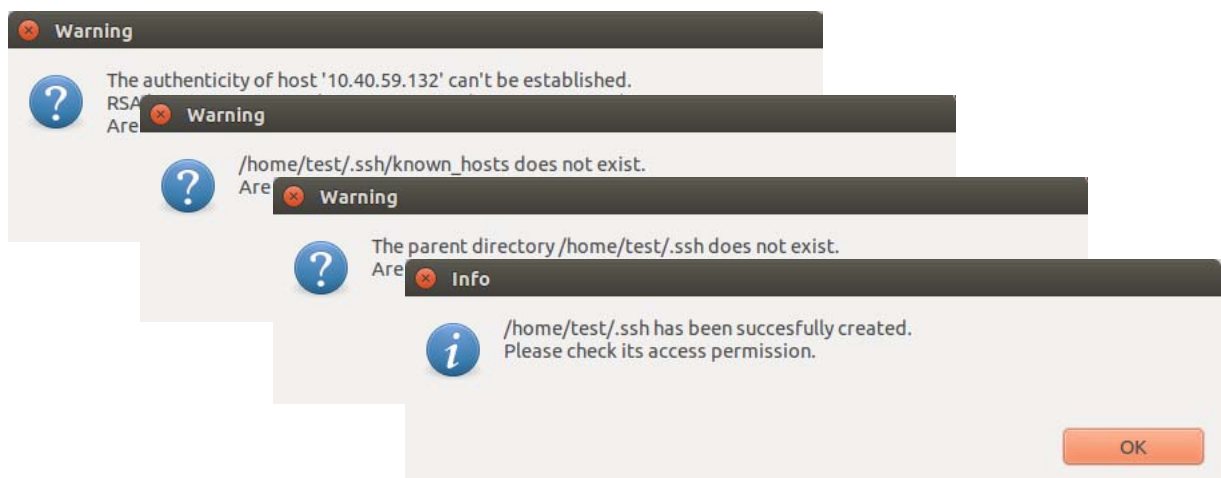 Warning
The authenticity of host '10.40.59.132' can't be established.
RSA
Are
Warning
/home/test/.ssh/known_hosts does not exist.
Are
Warning
The parent directory /home/test/.ssh does not exist.
Are
Info
/home/test/.ssh has been succesfully created.
Please check its access permission.
OK